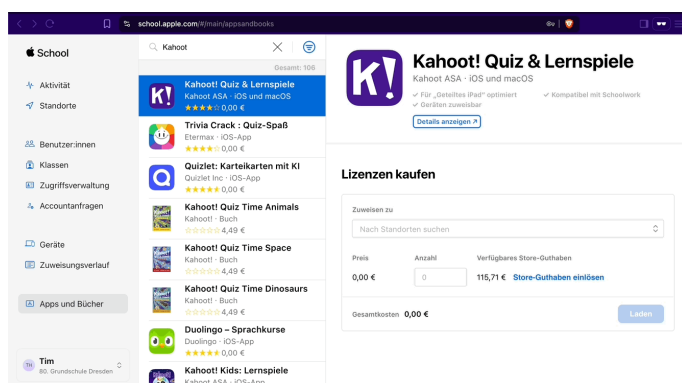 school.apple.com/#/main/appsandbooks
School
Aktivität
Standorte
Benutzer:innen
Klassen
Zugriffsverwaltung
Accountanfragen
Geräte
Zuweisungsverlauf
Apps und Bücher
TH
Tim
80. Grundschule Dresden
Kahoot
Gesamt: 106
K!
Kahoot! Quiz & Lernspiele
Kahoot ASA · iOS und macOS
★★★★☆ 0,00 €
Trivia Crack : Quiz-Spaß
Etermax · iOS-App
★★★★☆ 0,00 €
Quizlet: Karteikarten mit KI
Quizlet Inc · iOS-App
★★★★★ 0,00 €
Kahoot! Quiz Time Animals
Kahoot! · Buch
☆☆☆☆☆ 4,49 €
Kahoot! Quiz Time Space
Kahoot! · Buch
☆☆☆☆☆ 4,49 €
Kahoot! Quiz Time Dinosaurs
Kahoot! · Buch
☆☆☆☆☆ 4,49 €
Duolingo – Sprachkurse
Duolingo · iOS-App
★★★★★ 0,00 €
Kahoot! Kids: Lernspiele
Kahoot ASA · iOS-App
K!
Kahoot! Quiz & Lernspiele
Kahoot ASA · iOS und macOS
✓ Für „Geteiltes iPad“ optimiert ✓ Kompatibel mit Schoolwork
✓ Geräten zuweisbar
Details anzeigen ↗
Lizenzen kaufen
Zuweisen zu
Nach Standorten suchen
Preis Anzahl Verfügbares Store-Guthaben
0,00 € 0 115,71 € Store-Guthaben einlösen
Gesamtkosten 0,00 € Laden